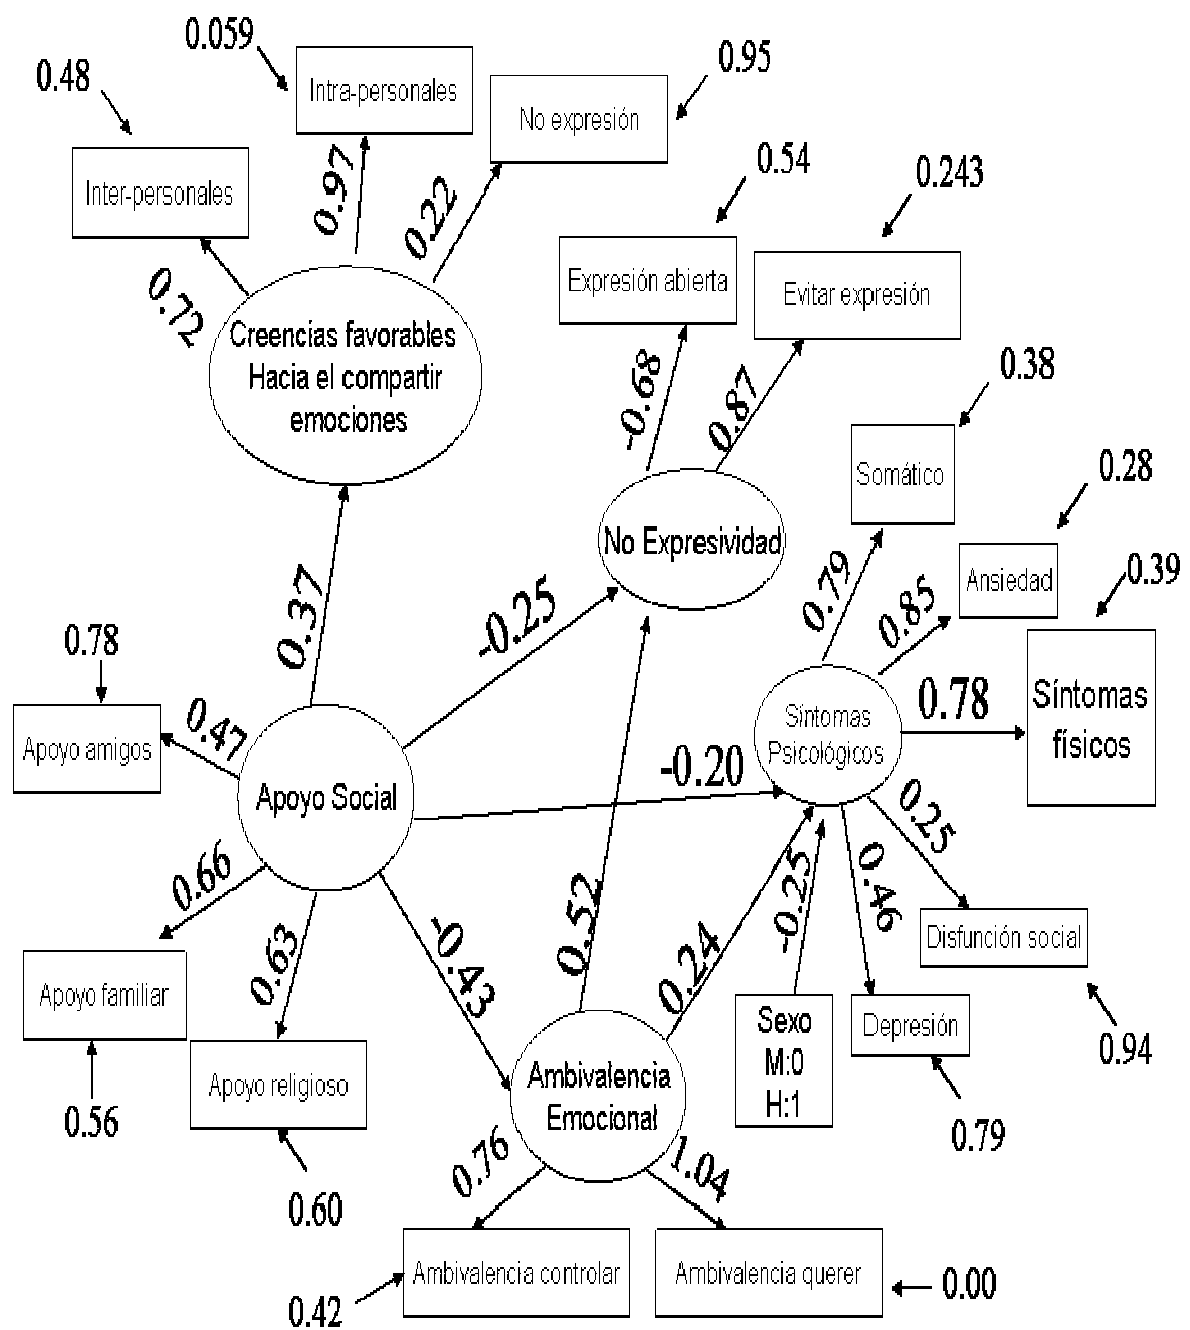 0.059
0.48
Intra-personales
0.95
No expresión
Inter-personales
0.97
0.22
0.54
0.243
0.72
Expresión abierta
Evitar expresión
Creencias favorables
Hacia el compartir
emociones
-0.68
0.87
0.38
Somático
0.28
No Expresividad
Ansiedad
0.39
0.37
-0.25
0.79
0.85
0.78
Apoyo amigos
0.47
Apoyo Social
-0.20
Síntomas
Psicológicos
0.78
Síntomas
físicos
0.66
0.63
-0.43
0.52
0.24
-0.25
0.46
0.25
Disfunción social
Apoyo familiar
0.56
Apoyo religioso
0.60
Ambivalencia
Emocional
Sexo
M:0
H:1
Depresión
0.94
0.79
0.76
1.04
Ambivalencia controlar
Ambivalencia querer
0.42
0.00